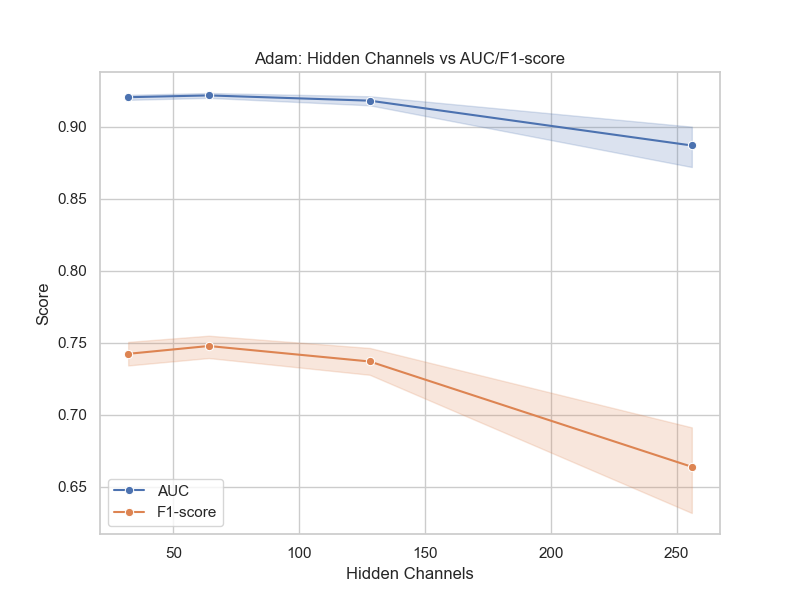 Adam: Hidden Channels vs AUC/F1-score
0.90
0.85
0.80
0.75
0.70
0.65
Score
AUC
F1-score
50
100
150
200
250
Hidden Channels